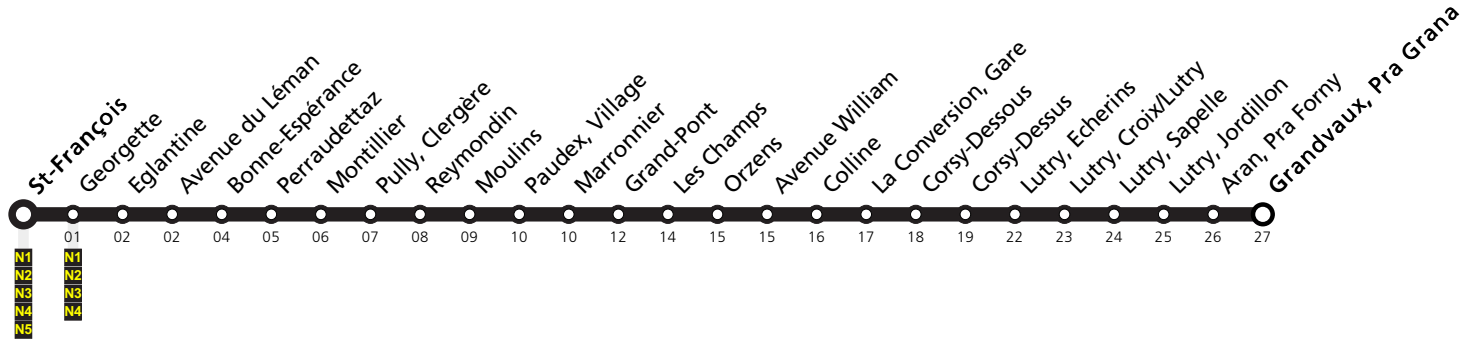 St-François
Georgette
Eglantine
Avenue du Léman
Bonne-Espérance
Perraudettaz
Montillier
Pully, Clergère
Reymondin
Moulins
Paudex, Village
Marronnier
Grand-Pont
Les Champs
Orzens
Avenue William
Colline
La Conversion, Gare
Corsy-Dessous
Corsy-Dessus
Lutry, Echerins
Lutry, Croix/Lutry
Lutry, Sapelle
Lutry, Jordillon
Aran, Pra Forny
Grandvaux, Pra Grana
01 02 02 04 05 06 07 08 09 10 10 12 14 15 15 16 17 18 19 22 23 24 25 26 27
N1 N1
N2 N2
N3 N3
N4 N4
N5